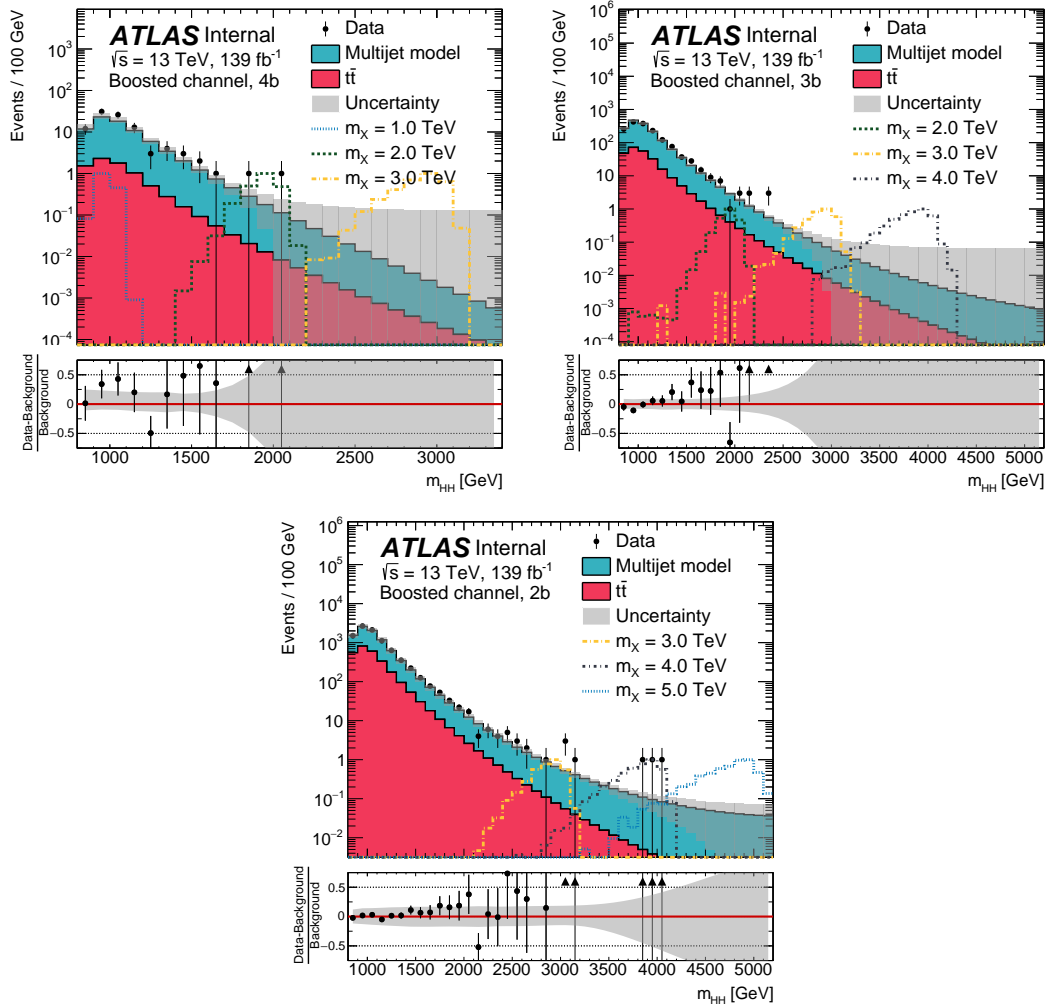 Events / 100 GeV
10³
10²
10
1
10⁻¹
10⁻²
10⁻³
10⁻⁴
ATLAS Internal
√s = 13 TeV, 139 fb⁻¹
Boosted channel, 4b
Data
Multijet model
tt̄
Uncertainty
m_X = 1.0 TeV
m_X = 2.0 TeV
m_X = 3.0 TeV
Data-Background
Background
0.5
0
−0.5
1000 1500 2000 2500 3000
m_HH [GeV]
Events / 100 GeV
10⁶
10⁵
10⁴
10³
10²
10
1
10⁻¹
10⁻²
10⁻³
10⁻⁴
ATLAS Internal
√s = 13 TeV, 139 fb⁻¹
Boosted channel, 3b
Data
Multijet model
tt̄
Uncertainty
m_X = 2.0 TeV
m_X = 3.0 TeV
m_X = 4.0 TeV
Data-Background
Background
0.5
0
−0.5
1000 1500 2000 2500 3000 3500 4000 4500 5000
m_HH [GeV]
Events / 100 GeV
10⁶
10⁵
10⁴
10³
10²
10
1
10⁻¹
10⁻²
ATLAS Internal
√s = 13 TeV, 139 fb⁻¹
Boosted channel, 2b
Data
Multijet model
tt̄
Uncertainty
m_X = 3.0 TeV
m_X = 4.0 TeV
m_X = 5.0 TeV
Data-Background
Background
0.5
0
−0.5
1000 1500 2000 2500 3000 3500 4000 4500 5000
m_HH [GeV]